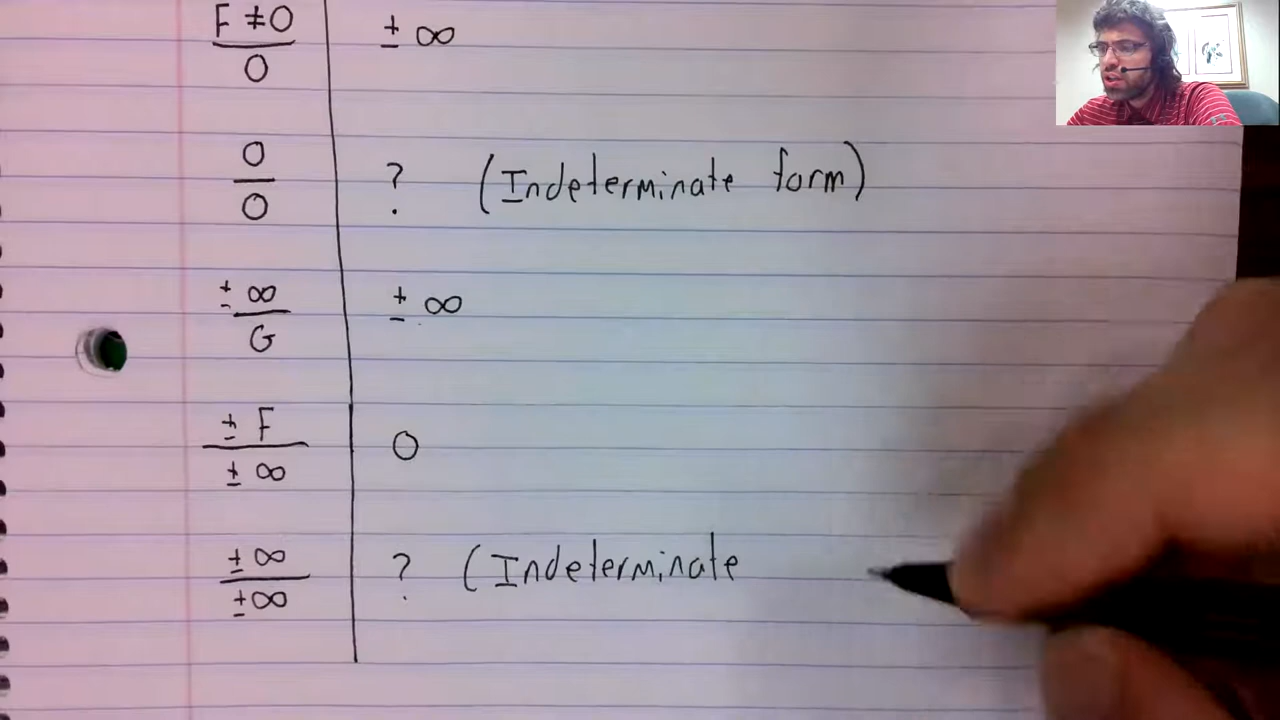 F ≠ 0
0
± ∞
0
0
? (Indeterminate form)
± ∞
G
± ∞
± F
± ∞
0
± ∞
± ∞
? (Indeterminate